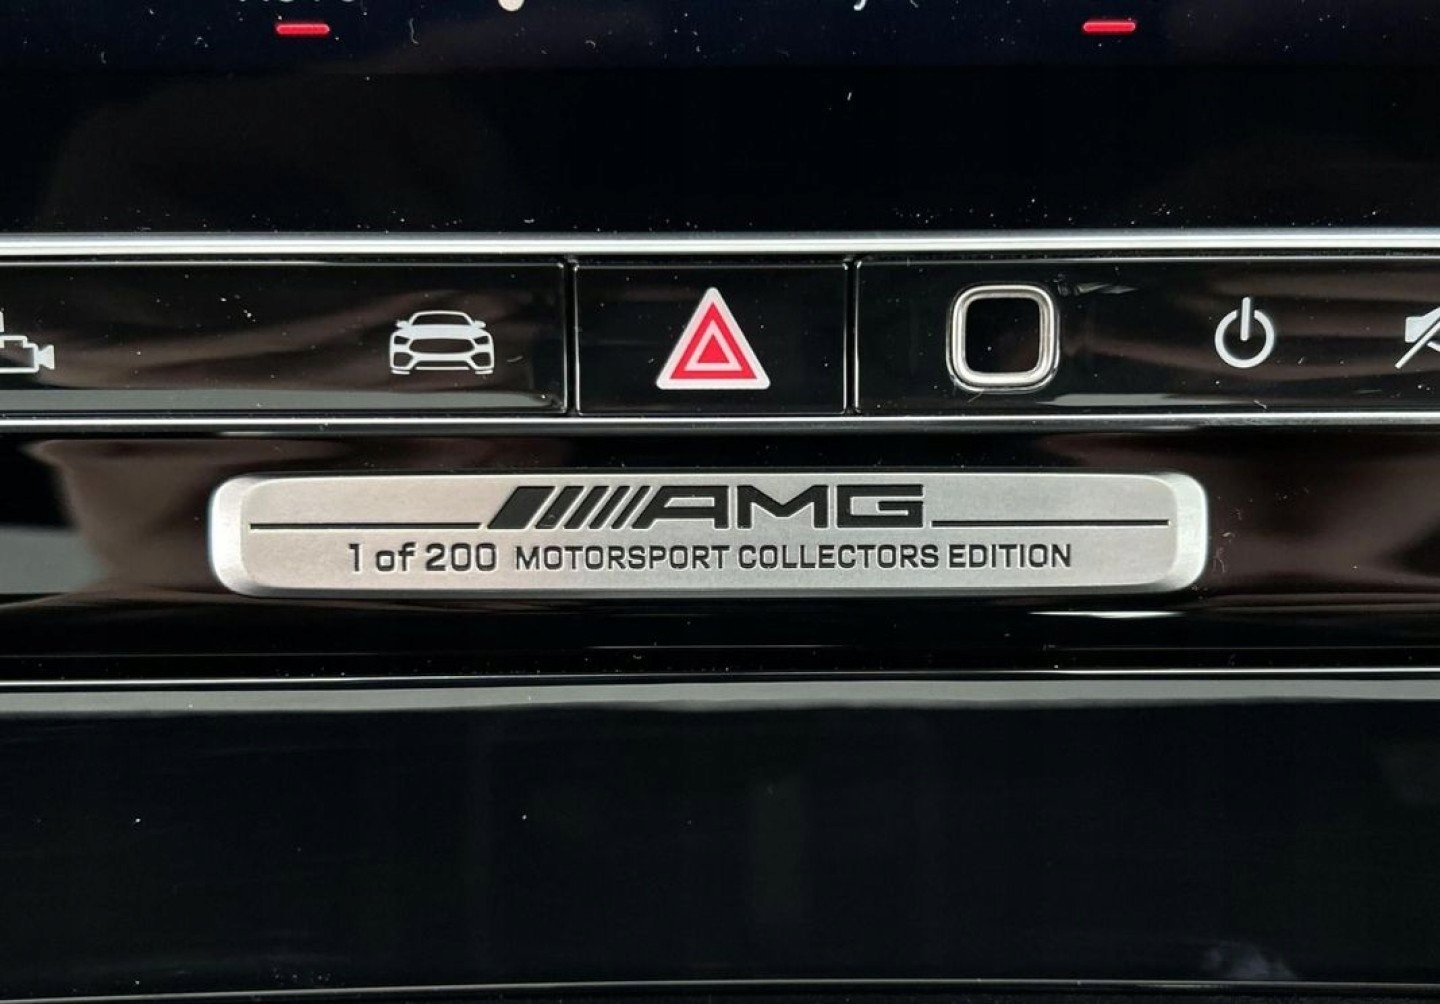 AMG
1 of 200 MOTORSPORT COLLECTORS EDITION